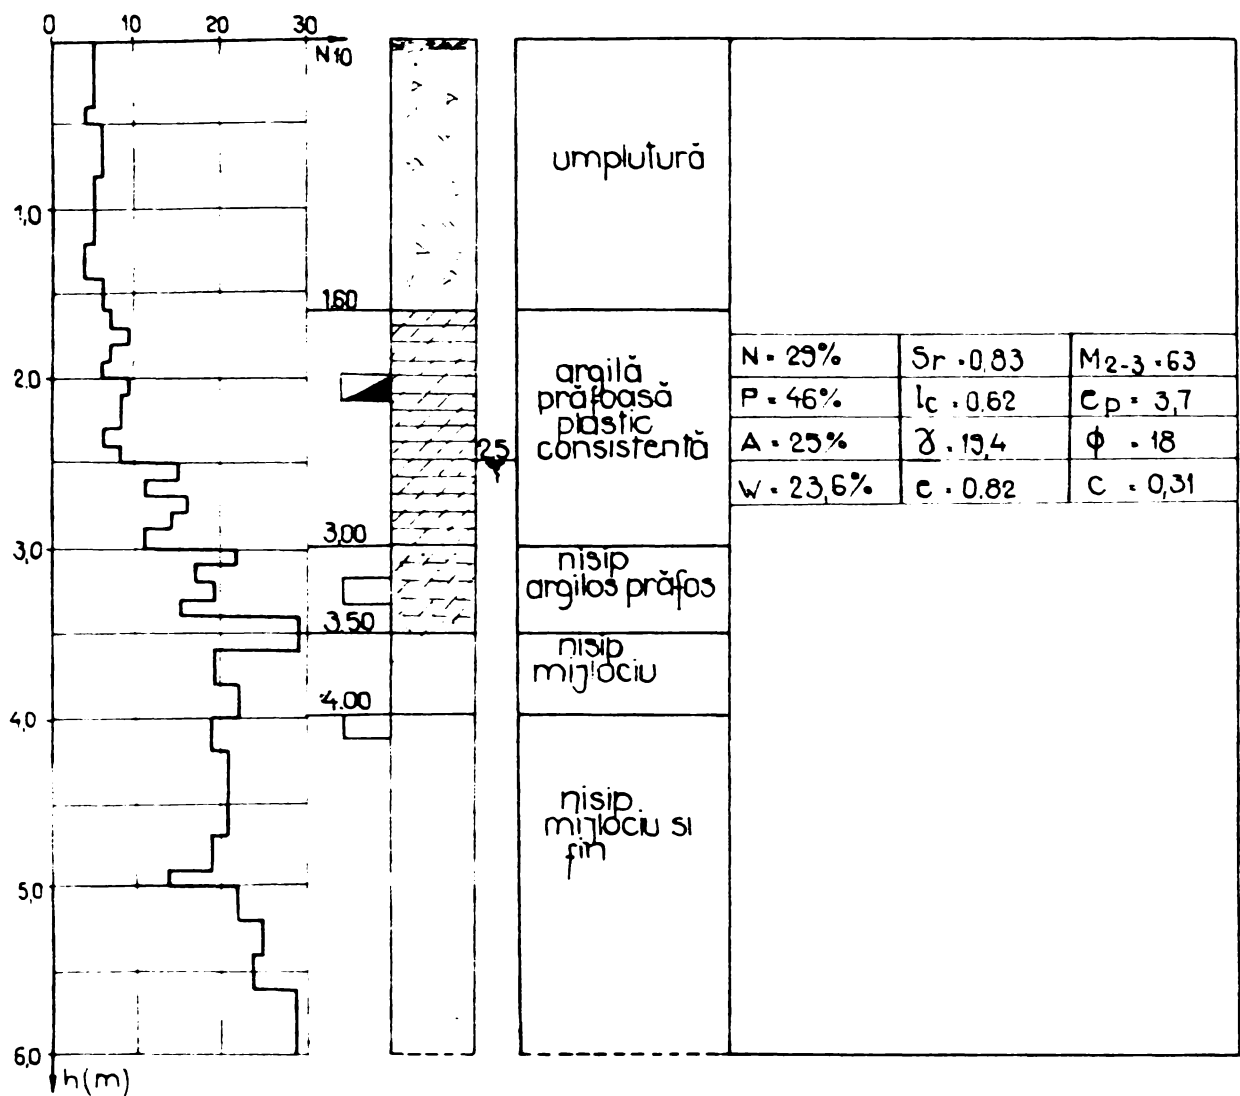 0 10 20 30
N10
1,0
2,0
3,0
4,0
5,0
6,0
h(m)
1,60
3,00
3,50
4.00
2,5
umplutură
argilă
prăfoasă
plastic
consistentă
nisip
argilos prăfos
nisip
mijlociu
nisip
mijlociu si
fin
N = 29% Sr = 0,83 M2-3 = 63
P = 46% Ic = 0,62 ep = 3,7
A = 25% γ = 19,4 ϕ = 18
W = 23,6% e = 0,82 c = 0,31